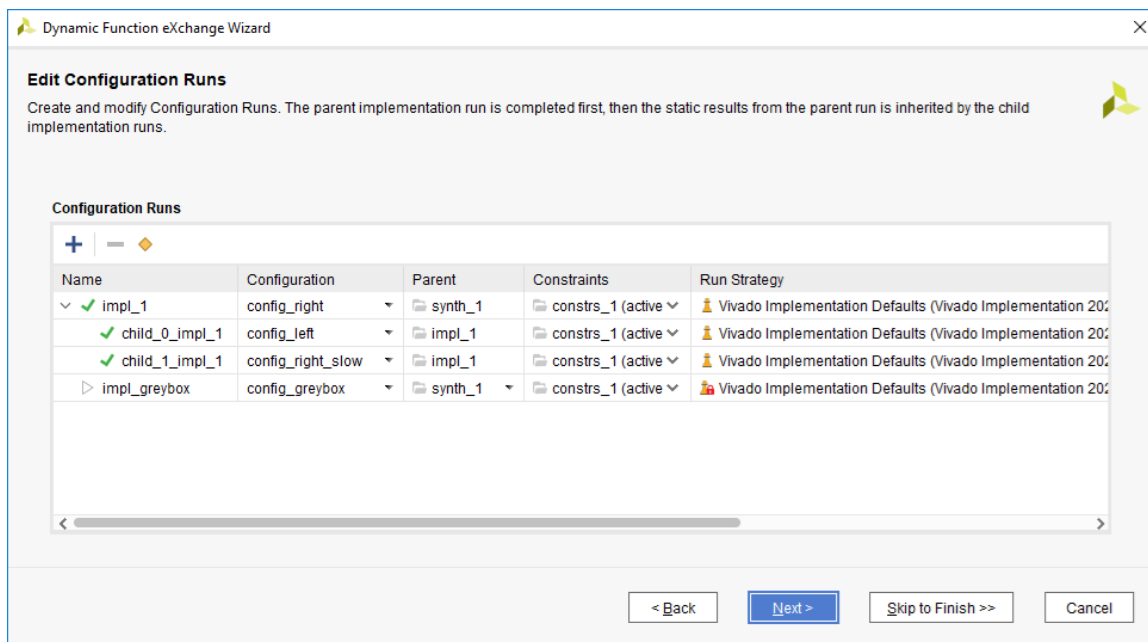 Dynamic Function eXchange Wizard
Edit Configuration Runs
Create and modify Configuration Runs. The parent implementation run is completed first, then the static results from the parent run is inherited by the child
implementation runs.
Configuration Runs
Name Configuration Parent Constraints Run Strategy
impl_1 config_right synth_1 constrs_1 (active Vivado Implementation Defaults (Vivado Implementation 202
child_0_impl_1 config_left impl_1 constrs_1 (active Vivado Implementation Defaults (Vivado Implementation 202
child_1_impl_1 config_right_slow impl_1 constrs_1 (active Vivado Implementation Defaults (Vivado Implementation 202
impl_greybox config_greybox synth_1 constrs_1 (active Vivado Implementation Defaults (Vivado Implementation 202
< Back Next > Skip to Finish >> Cancel